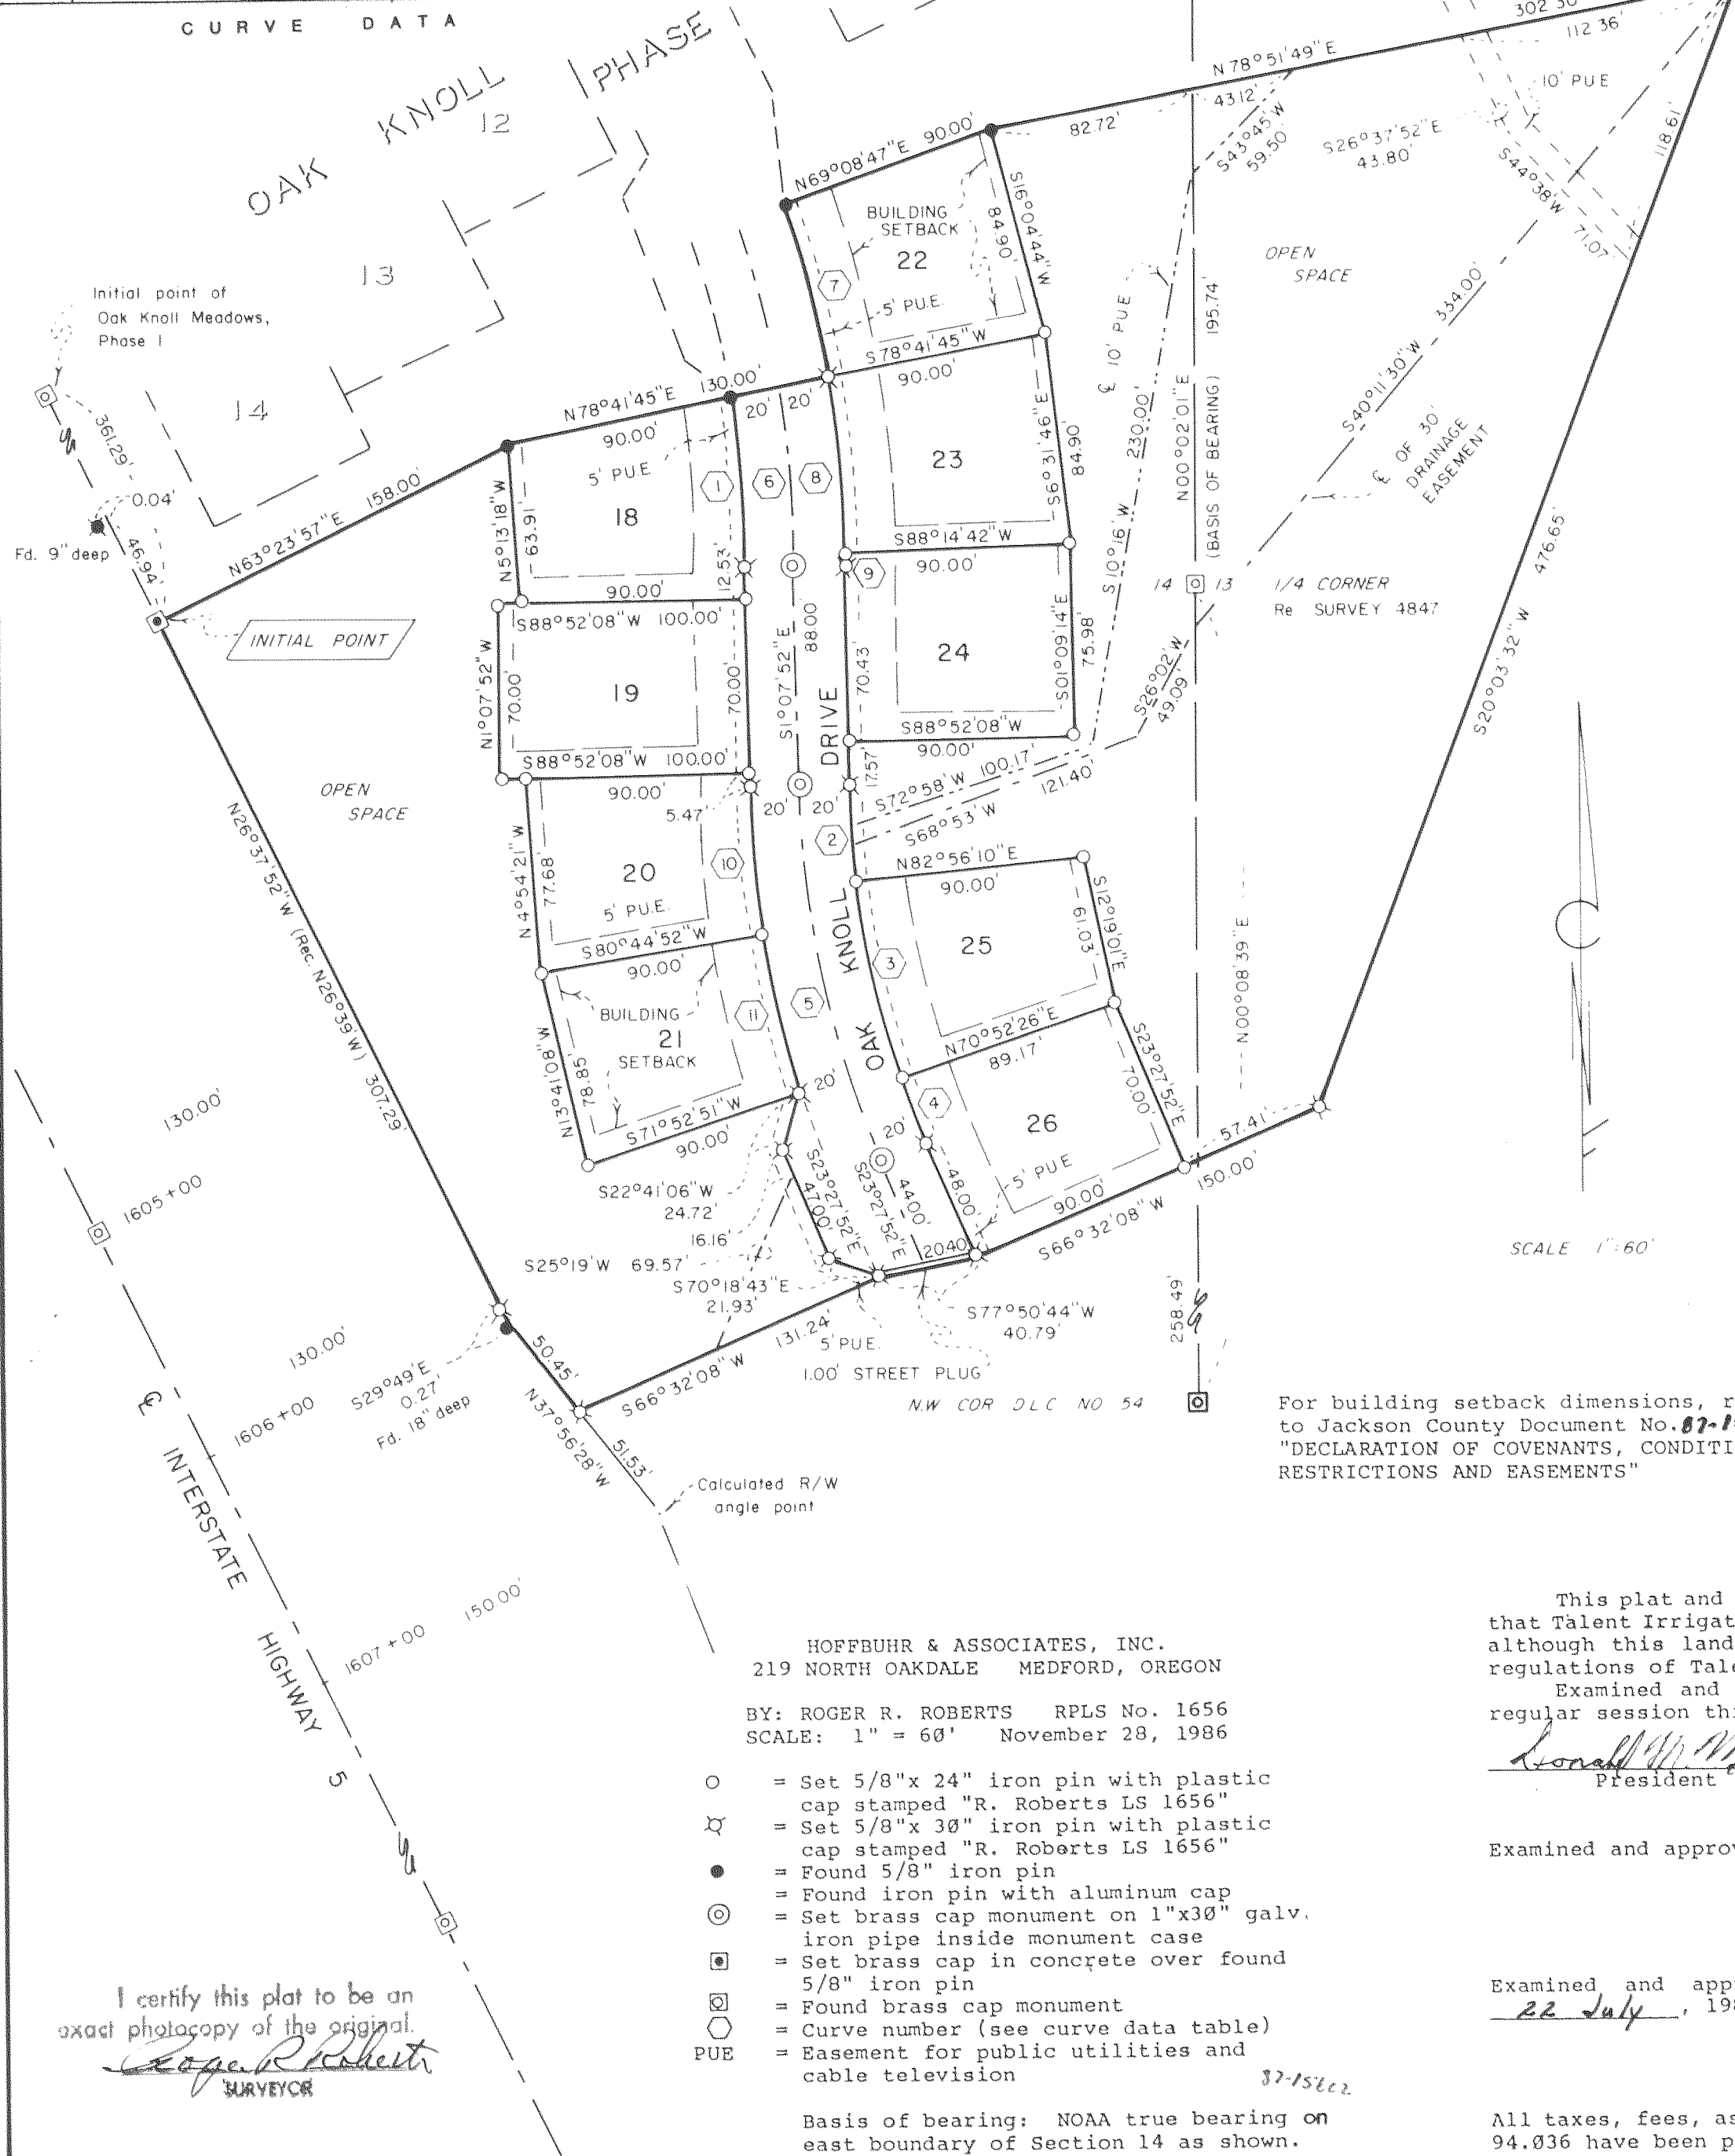 CURVE DATA
OAK KNOLL PHASE
12
13
14
Initial point of
Oak Knoll Meadows,
Phase I
361.29'
0.04'
Fd. 9" deep
46.94'
N63°23'57"E 158.00'
INITIAL POINT
N78°41'45"E 130.00'
90.00'
20' 20'
5' PUE
N5°13'18"W
63.91'
18
12.53'
90.00'
S88°52'08"W 100.00'
N1°07'52"W
70.00'
19
70.00'
S88°52'08"W 100.00'
90.00'
5.47'
20' 20'
N4°54'21"W
77.68'
20
5' P.U.E.
S80°44'52"W
90.00'
BUILDING
21
SETBACK
N13°41'08"W
78.85'
S71°52'51"W
90.00'
20'
OPEN
SPACE
N26°37'52"W (Rec. N26°39'W) 307.29'
N69°08'47"E 90.00'
BUILDING
SETBACK
22
5' P.U.E.
S16°04'44"W
84.90'
S78°41'45"W
90.00'
23
S6°31'46"E
84.90'
S88°14'42"W
90.00'
24
S01°09'14"E
75.98'
70.43'
S88°52'08"W
90.00'
17.57'
S1°07'52"E
88.00'
OAK KNOLL DRIVE
1
6
8
7
9
2
10
3
5
11
4
S72°58'W 100.17'
S68°53'W 121.40'
N82°56'10"E
90.00'
25
S12°19'01"E
61.03'
N70°52'26"E
89.17'
26
S23°27'52"E
70.00'
5' PUE
90.00'
57.41'
150.00'
S66°32'08"W
20'
48.00'
S23°27'52"E
44.00'
S23°27'52"E
47.00'
20.40'
S22°41'06"W
24.72'
16.16'
S25°19'W 69.57'
S70°18'43"E
21.93'
S77°50'44"W
40.79'
131.24'
5' PUE.
1.00' STREET PLUG
S66°32'08"W
50.45'
S29°49'E
0.27'
Fd. 18" deep
N37°56'28"W
51.53'
Calculated R/W
angle point
N78°51'49"E
302.30'
112.36'
43.12'
82.72'
S43°45'W
59.50'
10' PUE
S26°37'52"E
43.80'
S44°38'W
71.07'
118.61'
OPEN
SPACE
℄ 10' PUE
S10°16'W 230.00'
N00°02'01"E
(BASIS OF BEARING)
195.74'
S40°11'30"W 334.00'
℄ OF 30'
DRAINAGE
EASEMENT
14 13 1/4 CORNER
Re SURVEY 4847
S26°02'W
49.09'
476.65'
S20°03'32"W
N00°08'39"E
258.49'
N.W COR DLC NO 54
SCALE 1":60'
130.00'
1605+00
130.00'
1606+00
150.00'
1607+00
℄ INTERSTATE HIGHWAY 5
For building setback dimensions, r
to Jackson County Document No.
"DECLARATION OF COVENANTS, CONDITI
RESTRICTIONS AND EASEMENTS"
HOFFBUHR & ASSOCIATES, INC.
219 NORTH OAKDALE MEDFORD, OREGON
BY: ROGER R. ROBERTS RPLS No. 1656
SCALE: 1" = 60' November 28, 1986
= Set 5/8"x 24" iron pin with plastic
cap stamped "R. Roberts LS 1656"
= Set 5/8"x 30" iron pin with plastic
cap stamped "R. Roberts LS 1656"
= Found 5/8" iron pin
= Found iron pin with aluminum cap
= Set brass cap monument on 1"x30" galv.
iron pipe inside monument case
= Set brass cap in concrete over found
5/8" iron pin
= Found brass cap monument
= Curve number (see curve data table)
PUE = Easement for public utilities and
cable television
Basis of bearing: NOAA true bearing on
east boundary of Section 14 as shown.
This plat and
that Talent Irrigat
although this land
regulations of Tale
Examined and
regular session thi
President
Examined and approv
Examined and app
22 July, 198
All taxes, fees, as
94.036 have been p
I certify this plat to be an
exact photocopy of the original.
Roger R Roberts
SURVEYOR